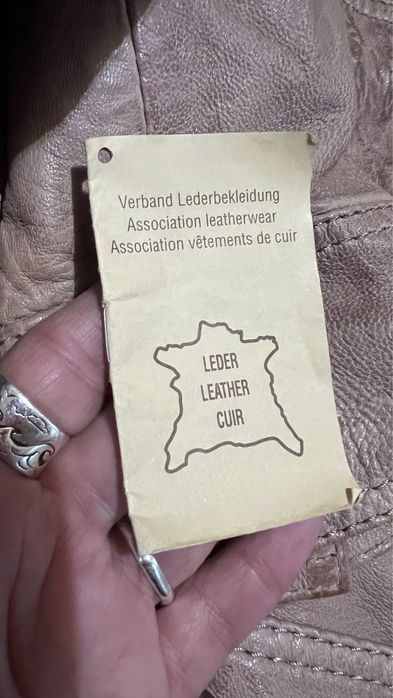 Verband Lederbekleidung
Association leatherwear
Association vêtements de cuir
LEDER
LEATHER
CUIR